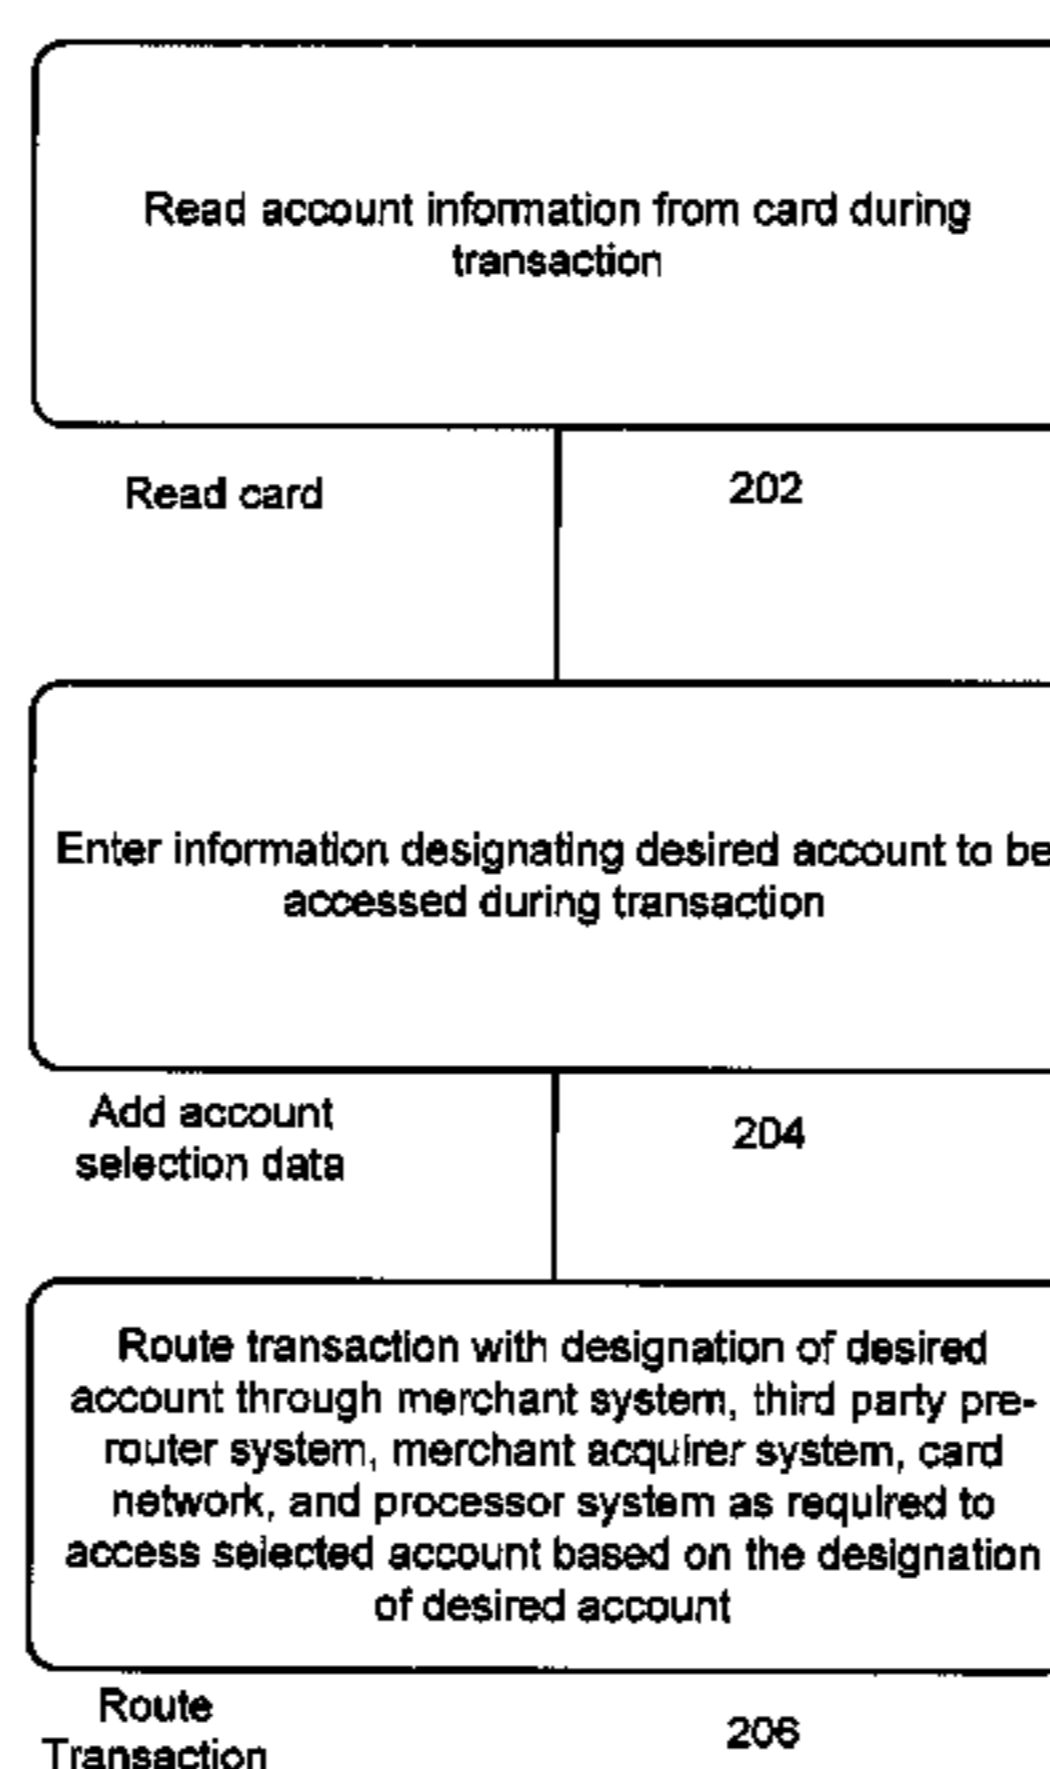 Read account information from card during
transaction
Read card
202
Enter information designating desired account to be
accessed during transaction
Add account
selection data
204
Route transaction with designation of desired
account through merchant system, third party pre-
router system, merchant acquirer system, card
network, and processor system as required to
access selected account based on the designation
of desired account
Route
Transaction
206